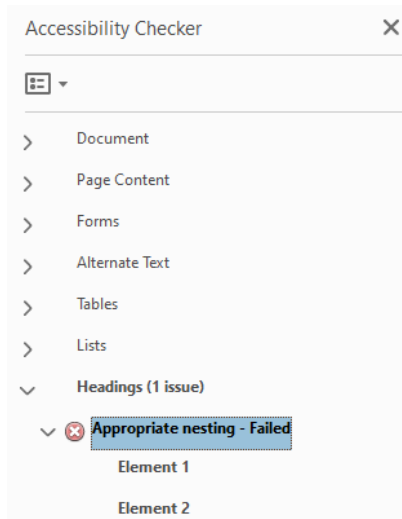 Accessibility Checker
Document
Page Content
Forms
Alternate Text
Tables
Lists
Headings (1 issue)
Appropriate nesting - Failed
Element 1
Element 2